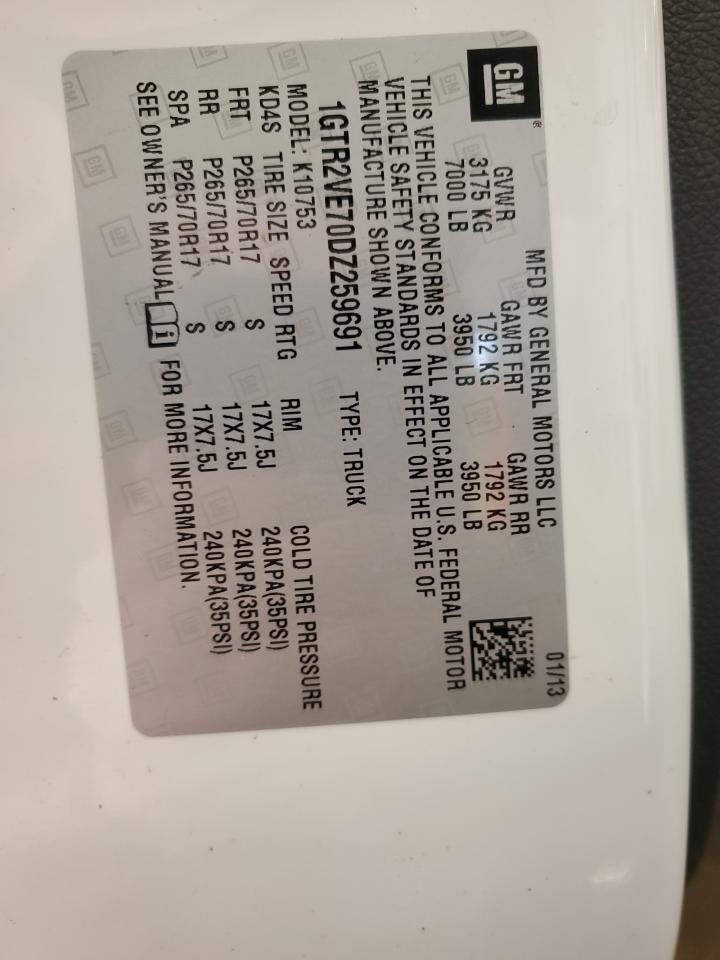 GM
MFD BY GENERAL MOTORS LLC 01/13
GVWR GAWR FRT GAWR RR
3175 KG 1792 KG 1792 KG
7000 LB 3950 LB 3950 LB
THIS VEHICLE CONFORMS TO ALL APPLICABLE U.S. FEDERAL MOTOR
VEHICLE SAFETY STANDARDS IN EFFECT ON THE DATE OF
MANUFACTURE SHOWN ABOVE.
1GTR2VE70DZ259691 TYPE: TRUCK
MODEL: K10753
KD4S TIRE SIZE SPEED RTG RIM COLD TIRE PRESSURE
FRT P265/70R17 S 17X7.5J 240KPA(35PSI)
RR P265/70R17 S 17X7.5J 240KPA(35PSI)
SPA P265/70R17 S 17X7.5J 240KPA(35PSI)
SEE OWNER'S MANUAL i FOR MORE INFORMATION.